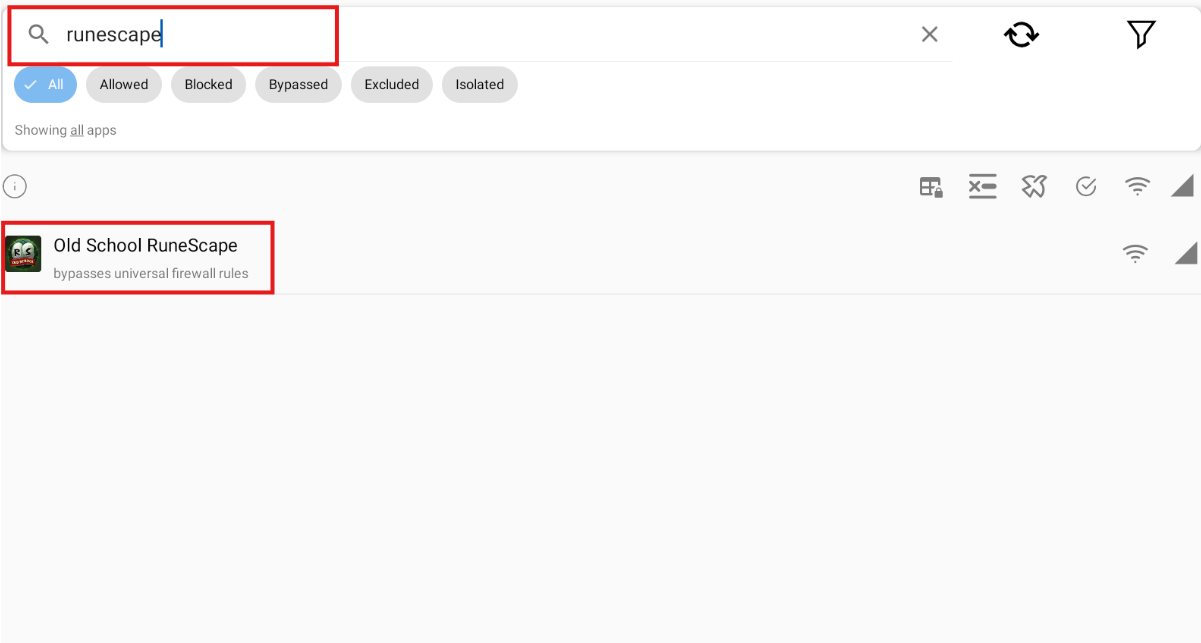 runescape
All Allowed Blocked Bypassed Excluded Isolated
Showing all apps
Old School RuneScape
bypasses universal firewall rules